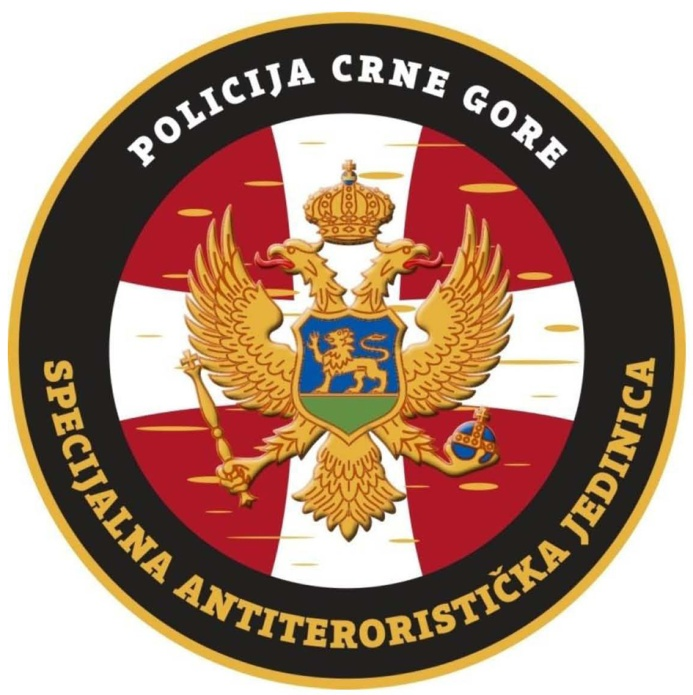 POLICIJA CRNE GORE
SPECIJALNA ANTITERORISTIČKA JEDINICA